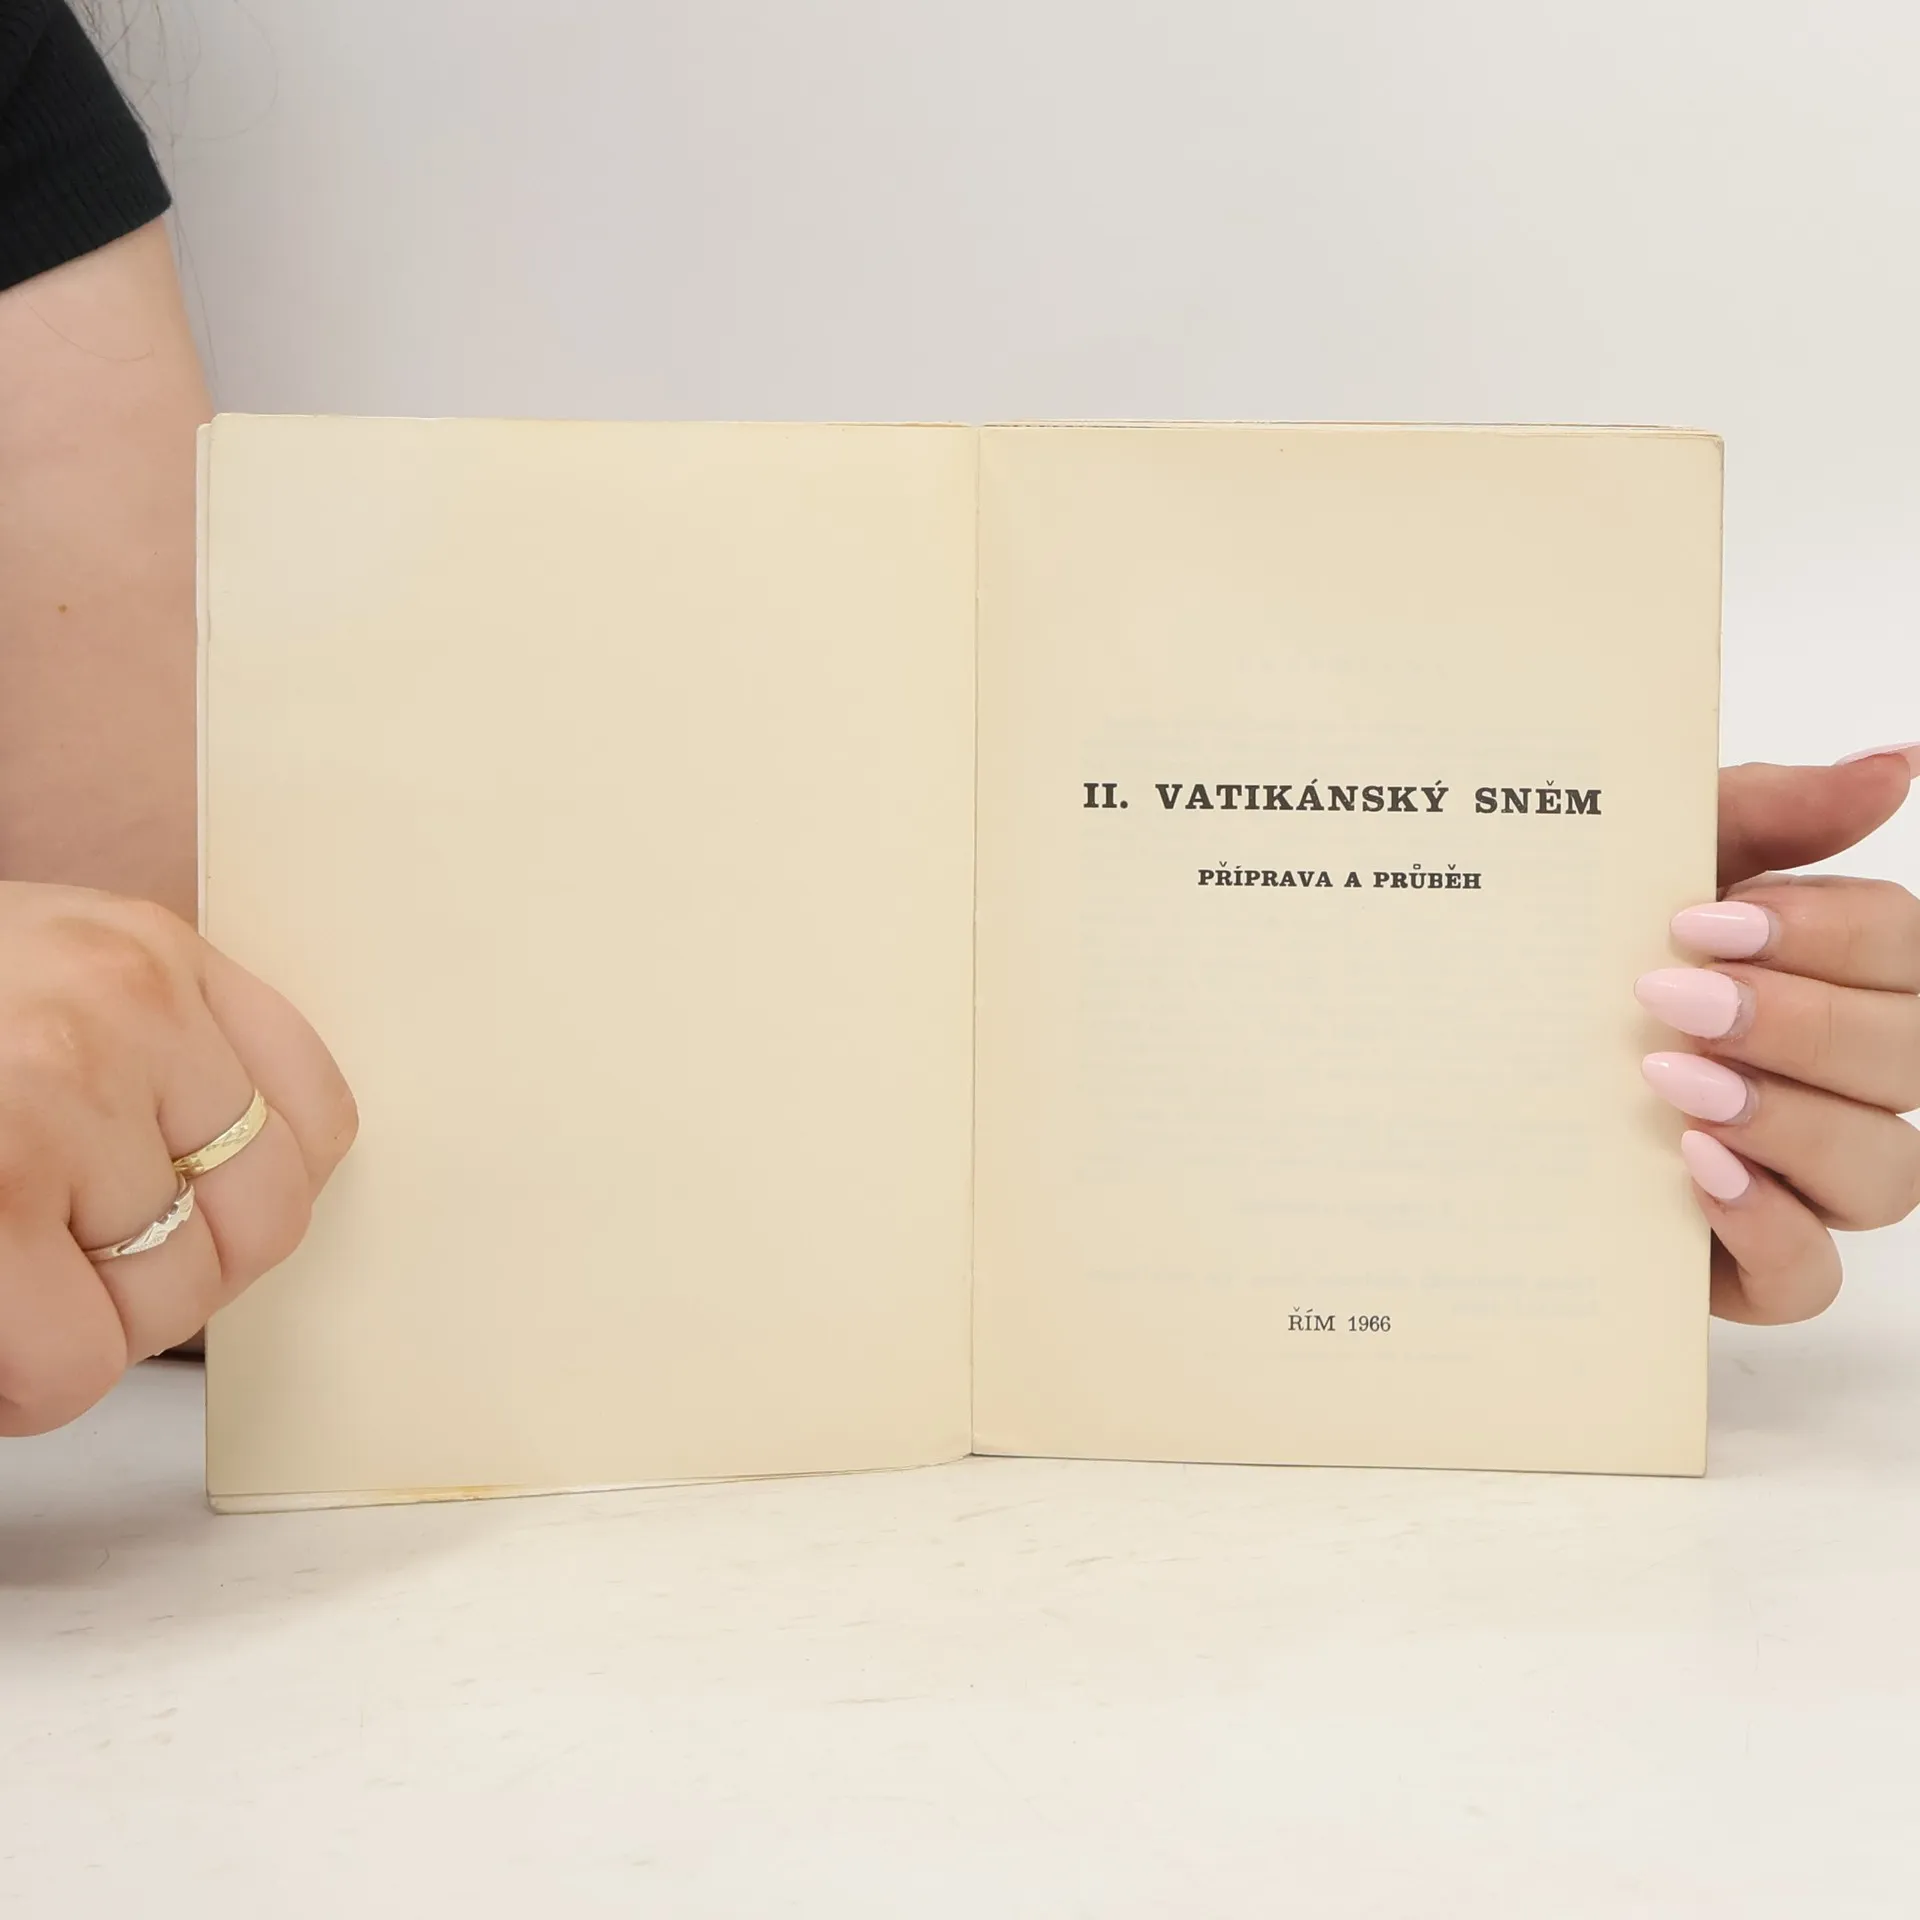 II. VATIKÁNSKÝ SNĚM
PŘÍPRAVA A PRŮBĚH
ŘÍM 1966